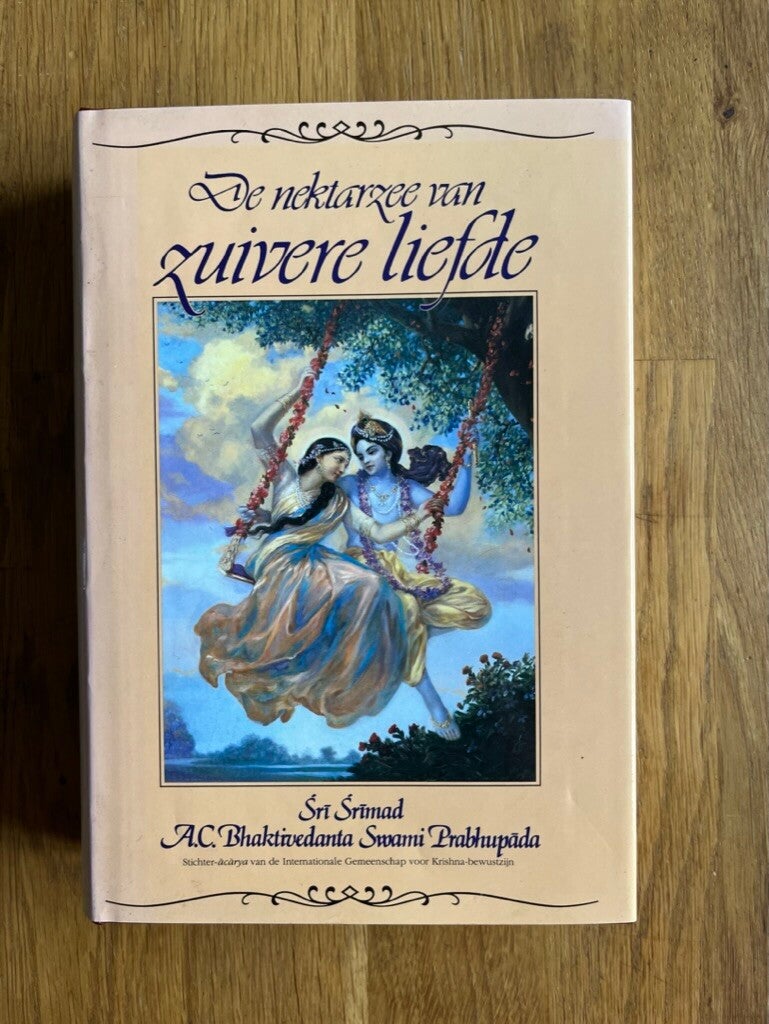 De nektarzee van
zuivere liefde
Śrī Śrīmad
A.C. Bhaktivedanta Swami Prabhupāda
Stichter-ācārya van de Internationale Gemeenschap voor Krishna-bewustzijn